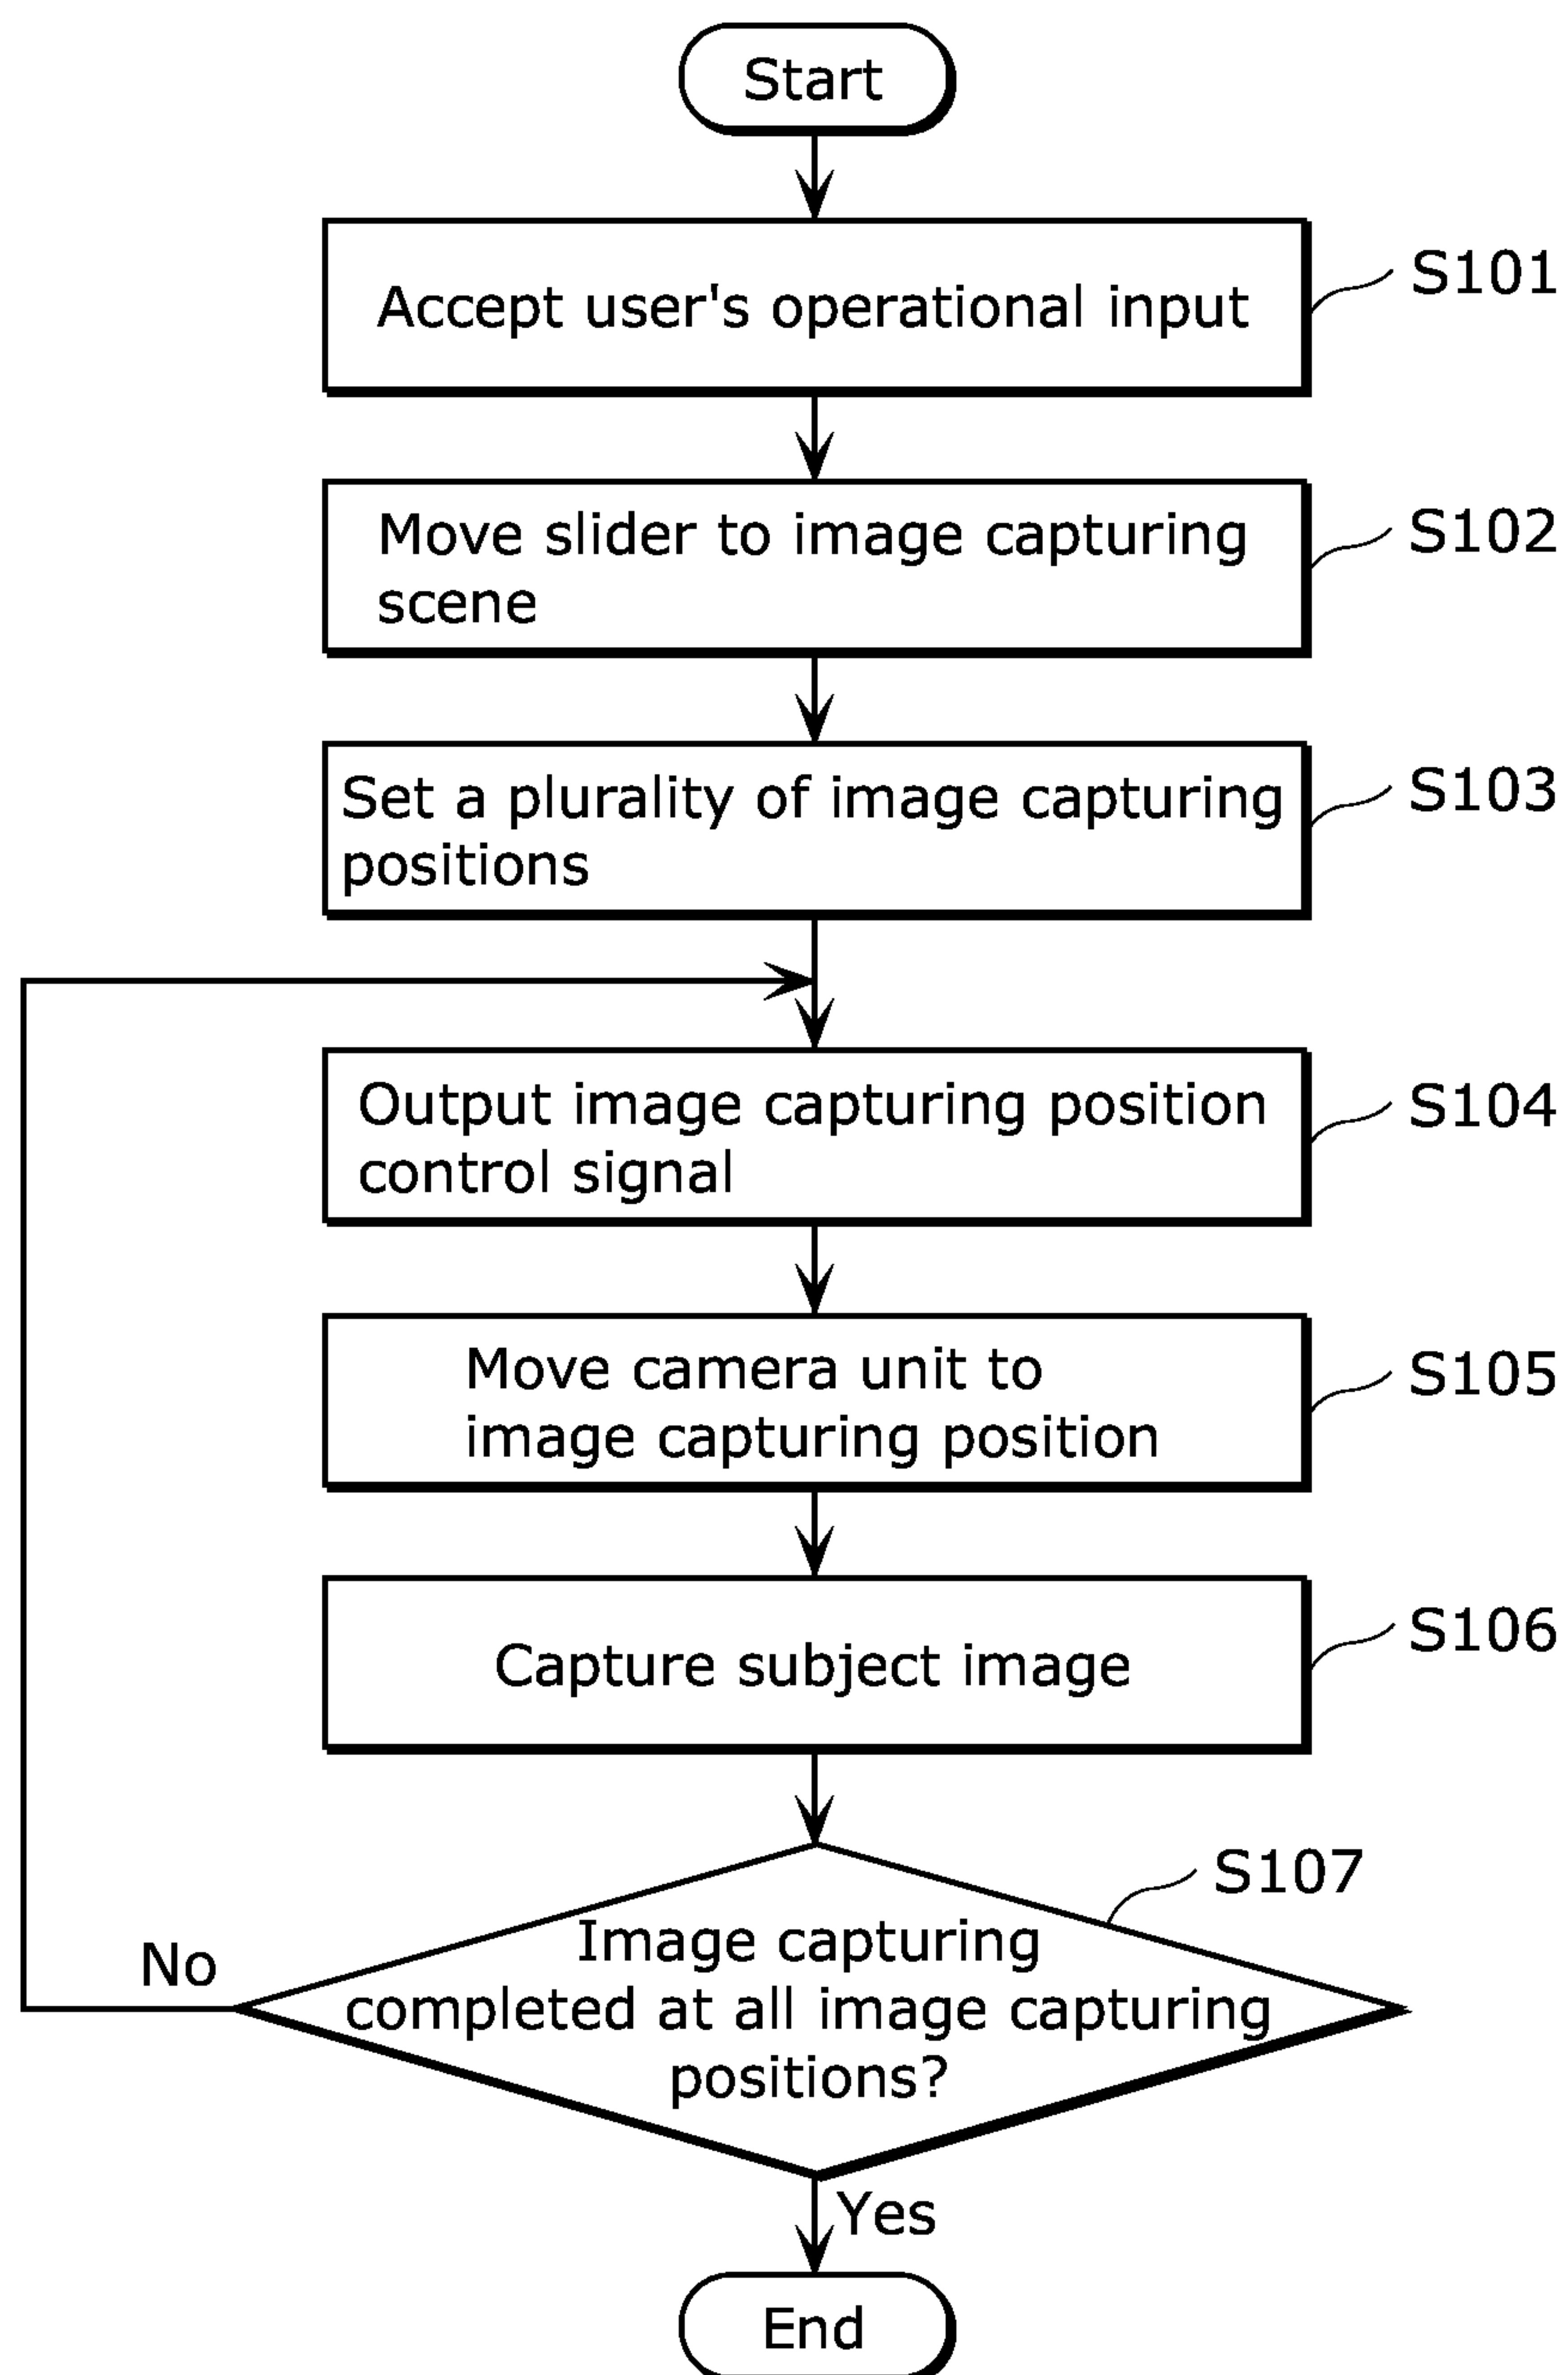 Start
Accept user's operational input
S101
Move slider to image capturing
scene
S102
Set a plurality of image capturing
positions
S103
Output image capturing position
control signal
S104
Move camera unit to
image capturing position
S105
Capture subject image
S106
S107
Image capturing
completed at all image capturing
positions?
No
Yes
End